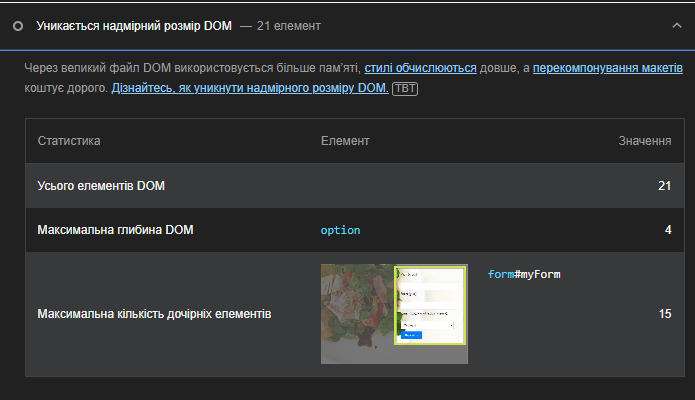 Уникається надмірний розмір DOM — 21 елемент
Через великий файл DOM використовується більше пам'яті, стилі обчислюються довше, а перекомпонування макетів
коштує дорого. Дізнайтесь, як уникнути надмірного розміру DOM. TBT
Статистика Елемент Значення
Усього елементів DOM 21
Максимальна глибина DOM option 4
form#myForm
Максимальна кількість дочірніх елементів 15